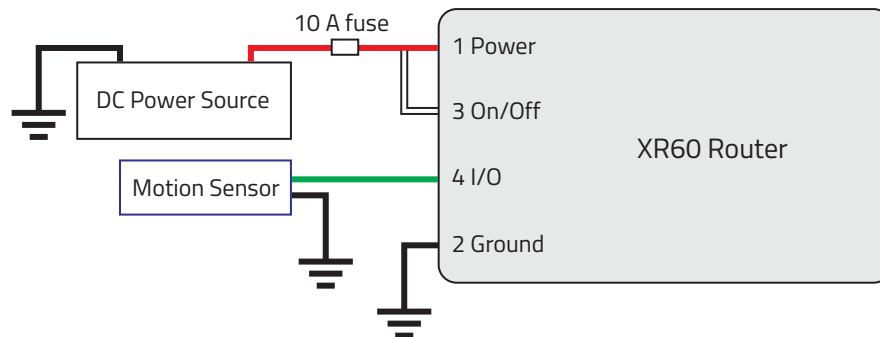 10 A fuse
1 Power
DC Power Source
3 On/Off
XR60 Router
Motion Sensor
4 I/O
2 Ground